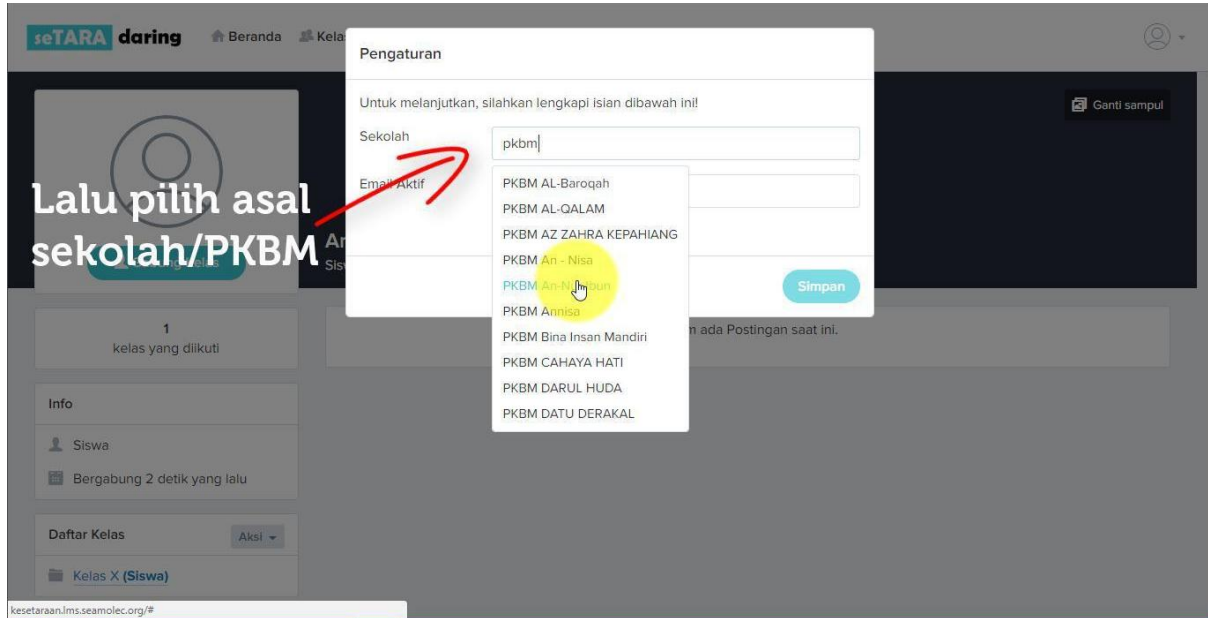 seTARA daring
Beranda
Kela
Pengaturan
Untuk melanjutkan, silahkan lengkapi isian dibawah ini!
Ganti sampul
Sekolah
pkbm
Email Aktif
PKBM AL-Baroqah
PKBM AL-QALAM
PKBM AZ ZAHRA KEPAHIANG
PKBM An - Nisa
PKBM
PKBM Annisa
PKBM Bina Insan Mandiri
PKBM CAHAYA HATI
PKBM DARUL HUDA
PKBM DATU DERAKAL
Simpan
Lalu pilih asal
sekolah/PKBM
ada Postingan saat ini.
1
kelas yang diikuti
Info
Siswa
Bergabung 2 detik yang lalu
Daftar Kelas
Aksi
Kelas X (Siswa)
kesetaraan.lms.seamolec.org/#